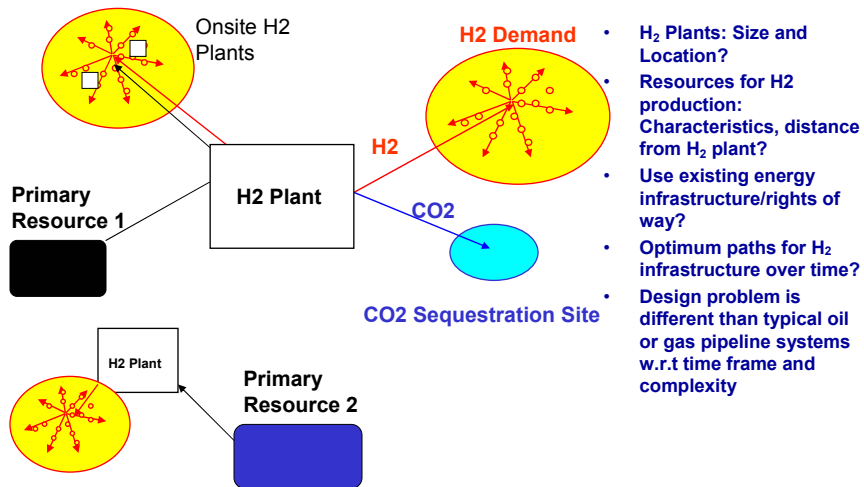 Onsite H2
Plants
H2 Demand
H2
H2 Plant
Primary
Resource 1
CO2
CO2 Sequestration Site
H2 Plant
Primary
Resource 2
• H₂ Plants: Size and
Location?
• Resources for H2
production:
Characteristics, distance
from H₂ plant?
• Use existing energy
infrastructure/rights of
way?
• Optimum paths for H₂
infrastructure over time?
• Design problem is
different than typical oil
or gas pipeline systems
w.r.t time frame and
complexity